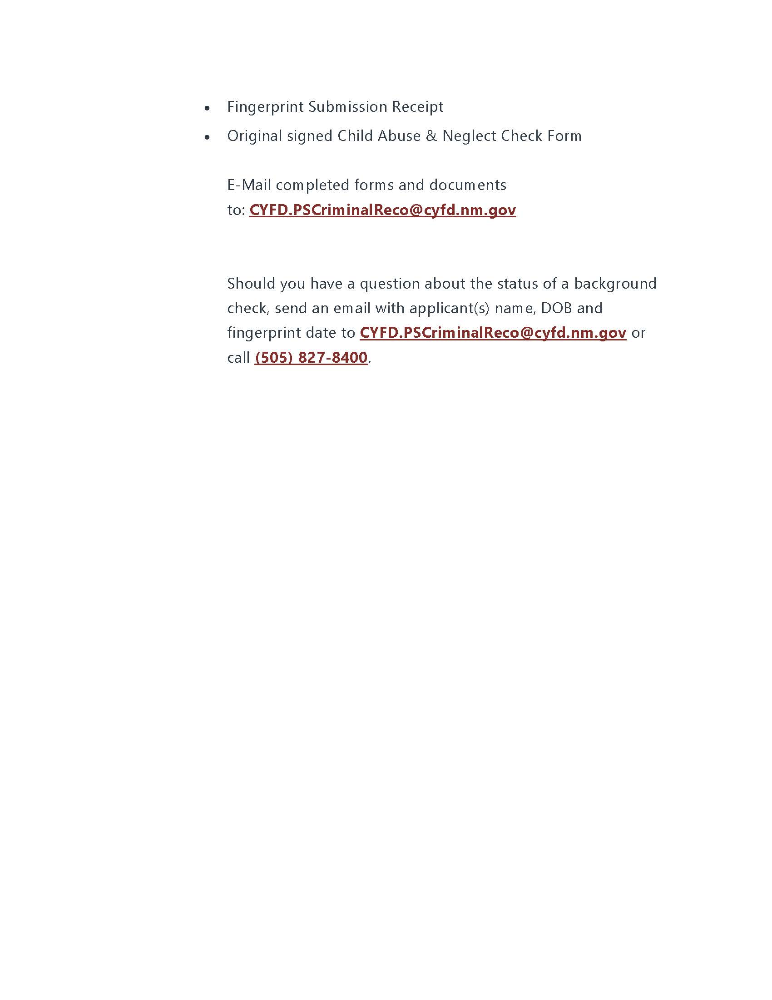 • Fingerprint Submission Receipt
• Original signed Child Abuse & Neglect Check Form
E-Mail completed forms and documents
to: CYFD.PSCriminalReco@cyfd.nm.gov
Should you have a question about the status of a background
check, send an email with applicant(s) name, DOB and
fingerprint date to CYFD.PSCriminalReco@cyfd.nm.gov or
call (505) 827-8400.